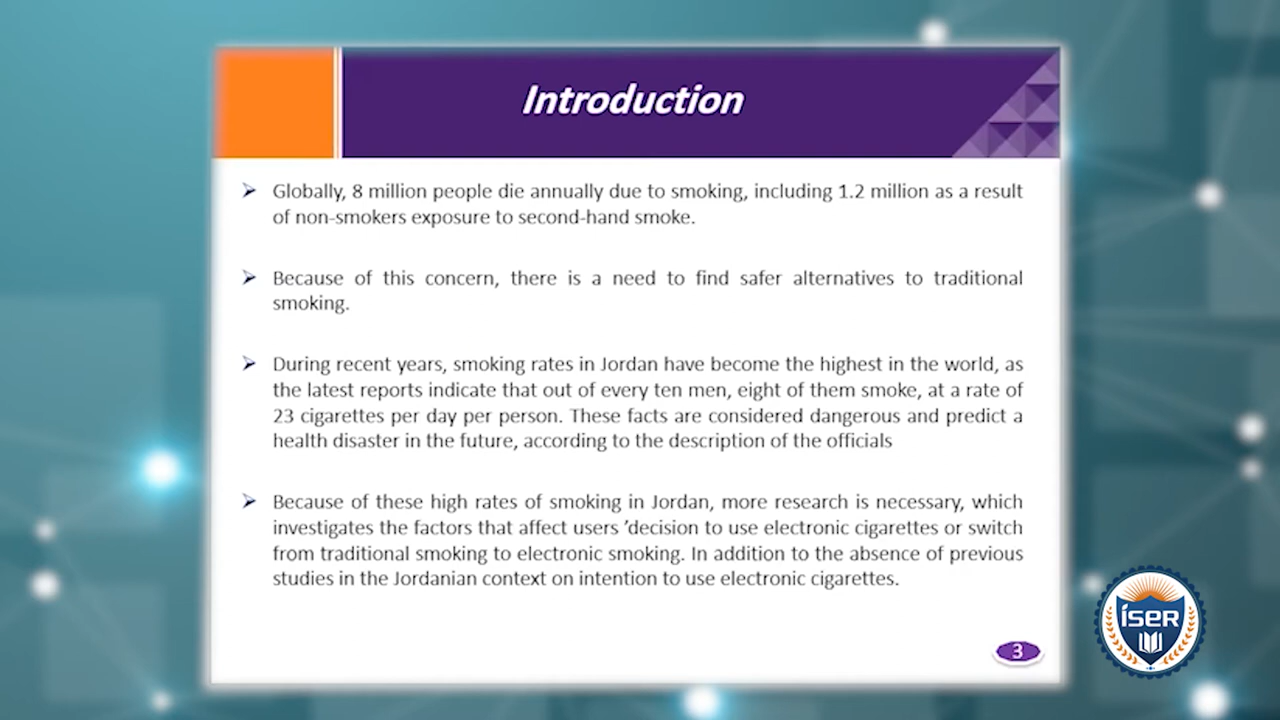 Introduction
Globally, 8 million people die annually due to smoking, including 1.2 million as a result
of non-smokers exposure to second-hand smoke.
Because of this concern, there is a need to find safer alternatives to traditional
smoking.
During recent years, smoking rates in Jordan have become the highest in the world, as
the latest reports indicate that out of every ten men, eight of them smoke, at a rate of
23 cigarettes per day per person. These facts are considered dangerous and predict a
health disaster in the future, according to the description of the officials
Because of these high rates of smoking in Jordan, more research is necessary, which
investigates the factors that affect users ’decision to use electronic cigarettes or switch
from traditional smoking to electronic smoking. In addition to the absence of previous
studies in the Jordanian context on intention to use electronic cigarettes.
3
İSER